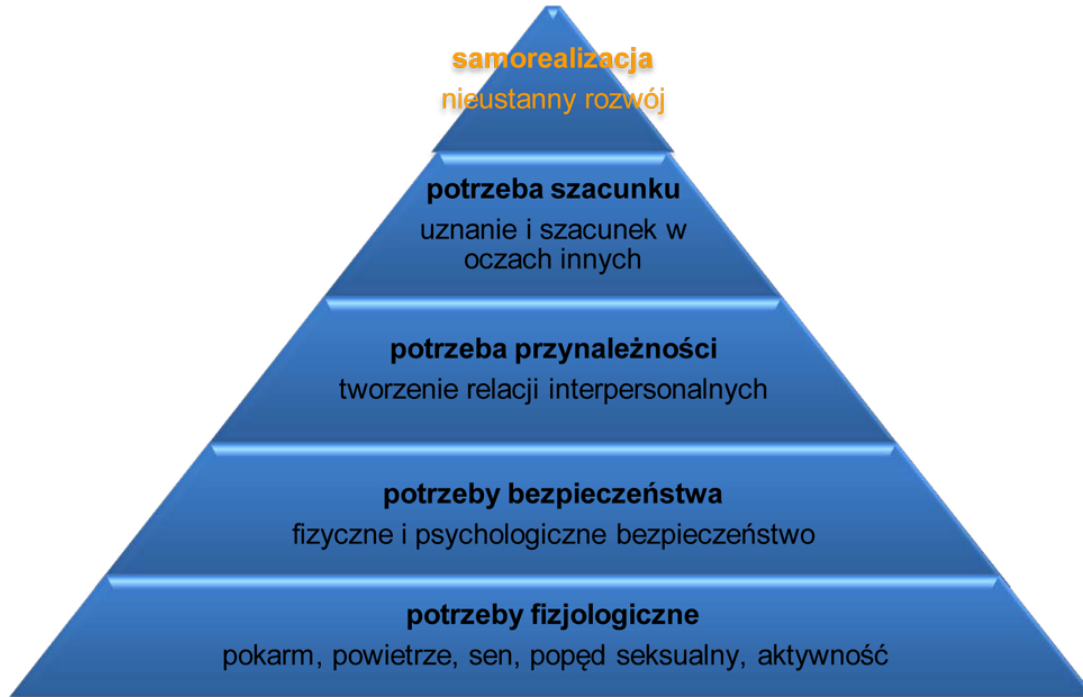 samorealizacja
nieustanny rozwój
potrzeba szacunku
uznanie i szacunek w
oczach innych
potrzeba przynależności
tworzenie relacji interpersonalnych
potrzeby bezpieczeństwa
fizyczne i psychologiczne bezpieczeństwo
potrzeby fizjologiczne
pokarm, powietrze, sen, popęd seksualny, aktywność